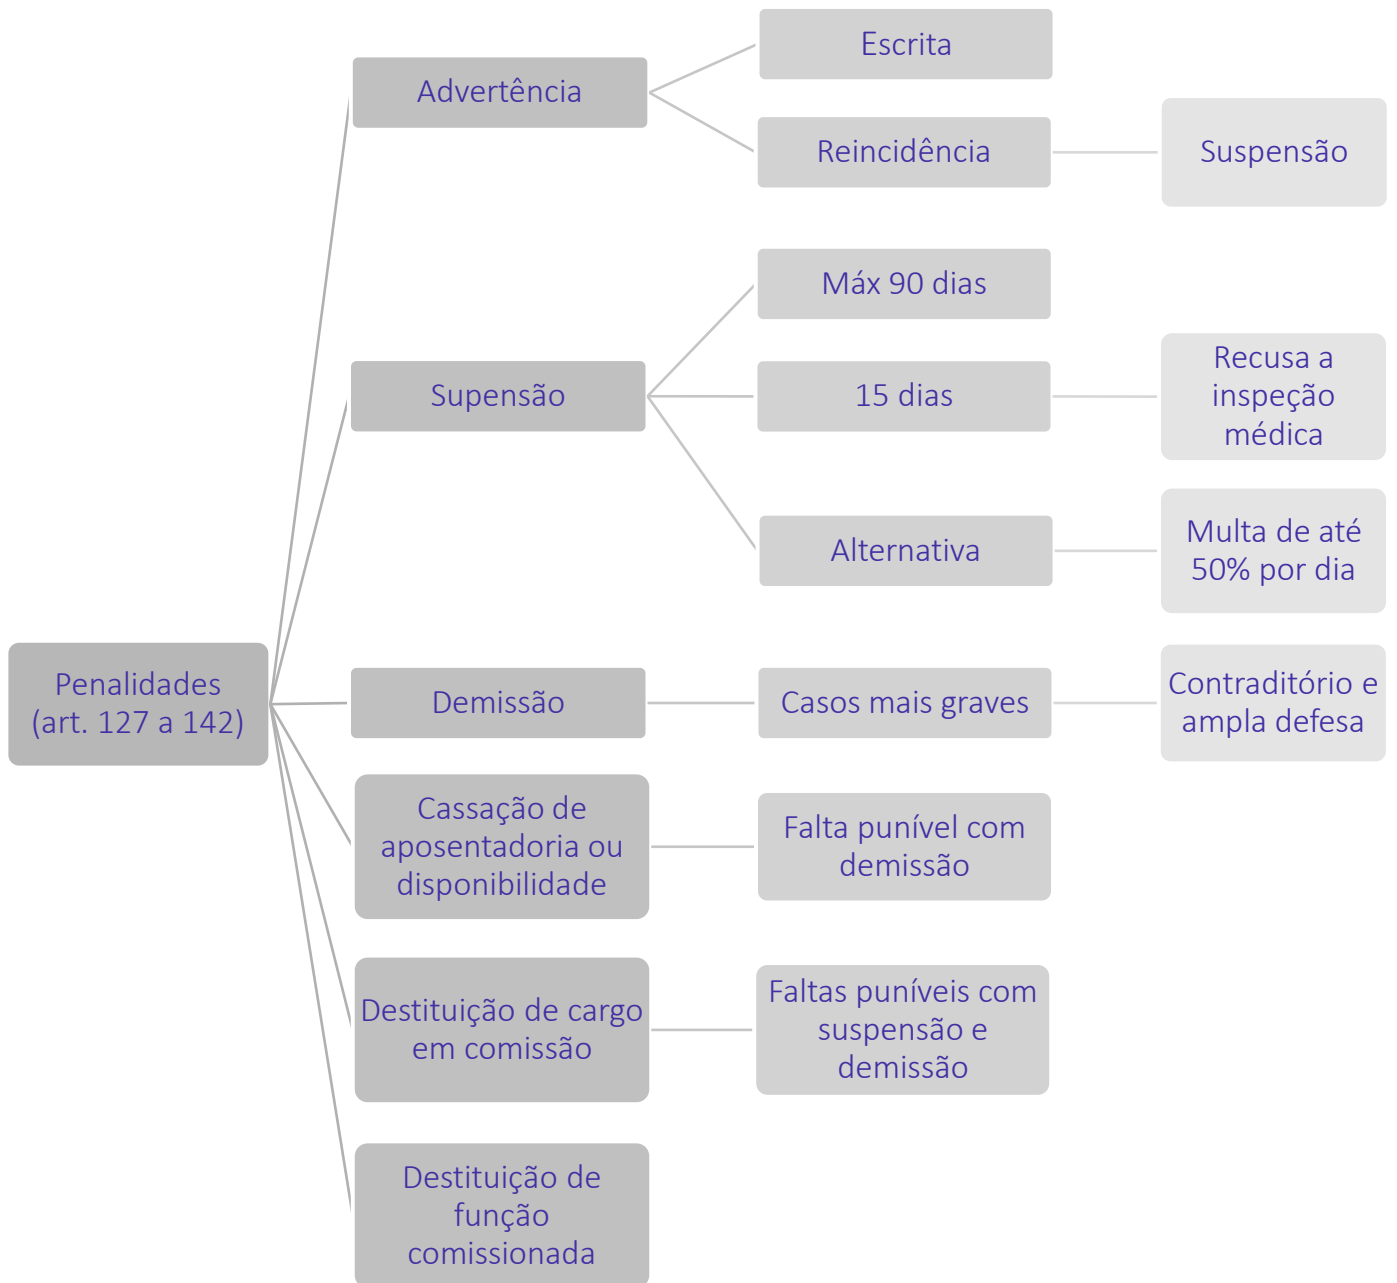 Penalidades
(art. 127 a 142)
Advertência
Escrita
Reincidência
Suspensão
Supensão
Máx 90 dias
15 dias
Recusa a
inspeção
médica
Alternativa
Multa de até
50% por dia
Demissão
Casos mais graves
Contraditório e
ampla defesa
Cassação de
aposentadoria ou
disponibilidade
Falta punível com
demissão
Destituição de cargo
em comissão
Faltas puníveis com
suspensão e
demissão
Destituição de
função
comissionada